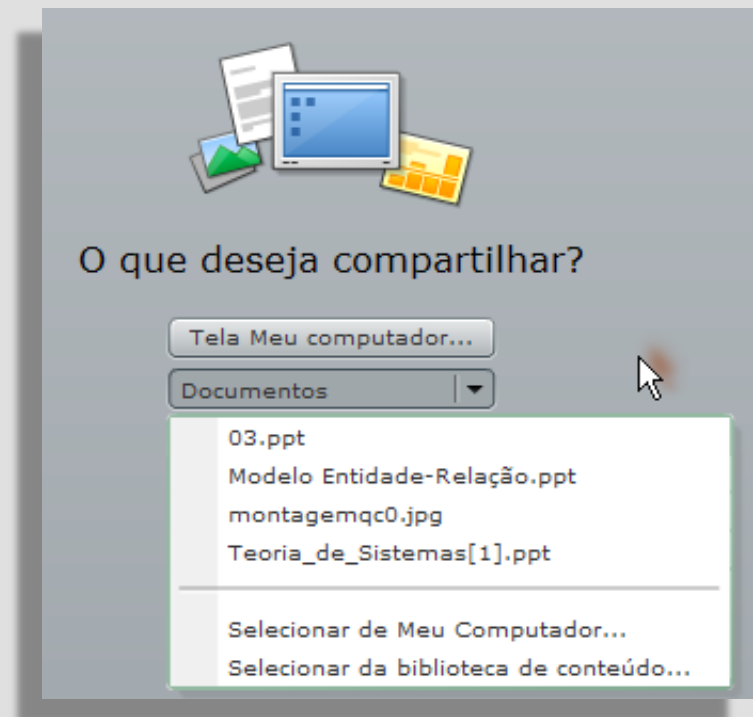 O que deseja compartilhar?
Tela Meu computador...
Documentos
03.ppt
Modelo Entidade-Relação.ppt
montagemqc0.jpg
Teoria_de_Sistemas[1].ppt
Selecionar de Meu Computador...
Selecionar da biblioteca de conteúdo...